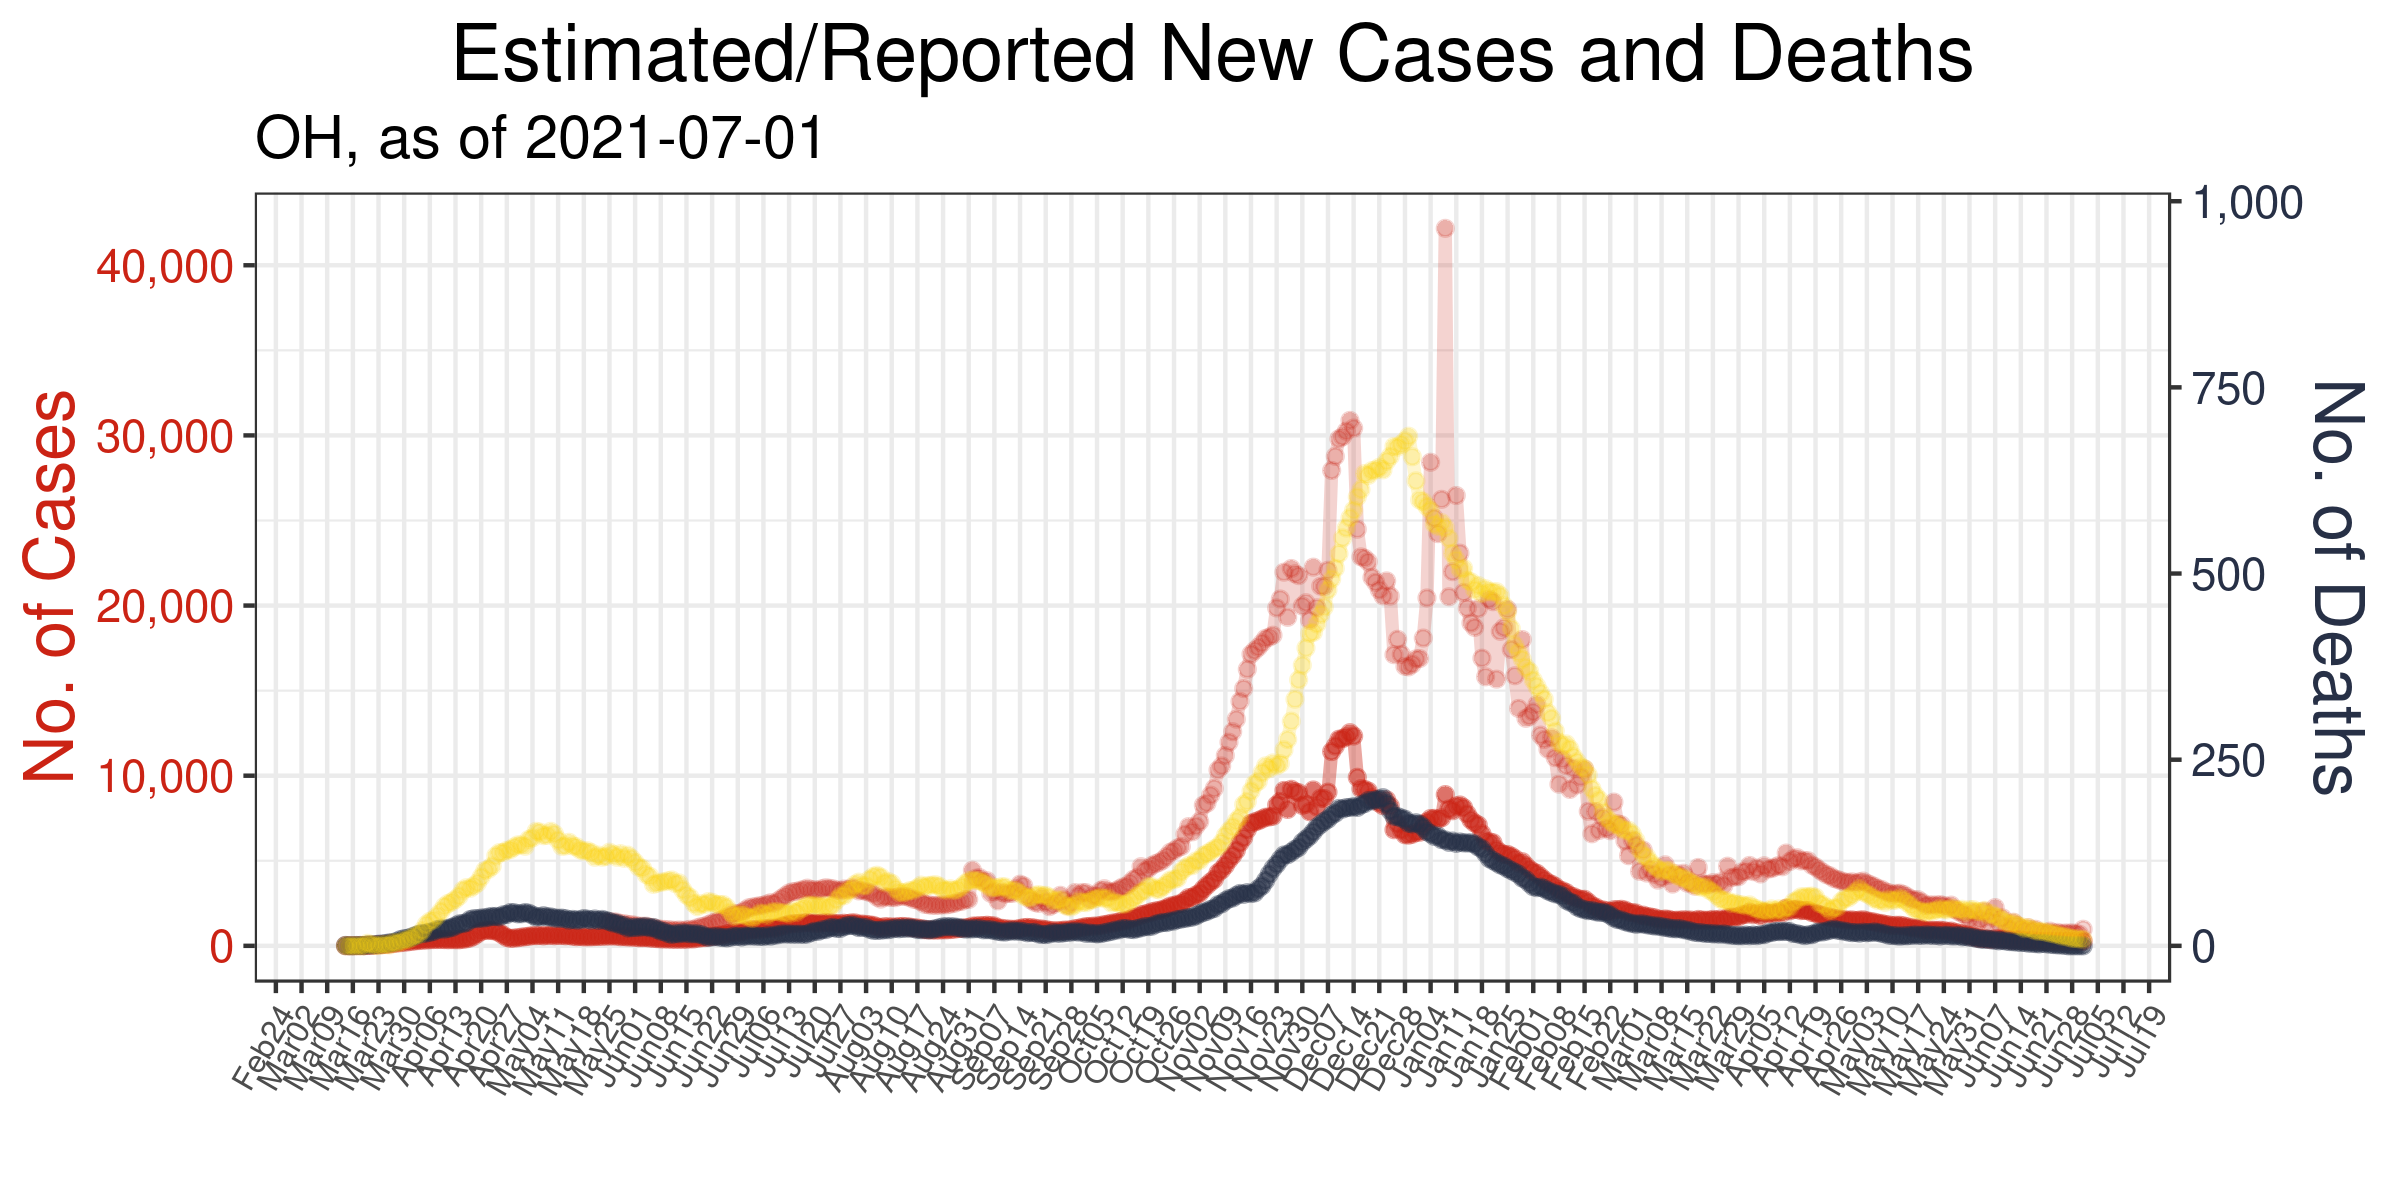 Estimated/Reported New Cases and Deaths
OH, as of 2021-07-01
No. of Cases
40,000
30,000
20,000
10,000
0
1,000
750
500
250
0
No. of Deaths
Feb24
Mar02
Mar09
Mar16
Mar23
Mar30
Apr06
Apr13
Apr20
Apr27
May04
May11
May18
May25
Jun01
Jun08
Jun15
Jun22
Jun29
Jul06
Jul13
Jul20
Jul27
Aug03
Aug10
Aug17
Aug24
Aug31
Sep07
Sep14
Sep21
Sep28
Oct05
Oct12
Oct19
Oct26
Nov02
Nov09
Nov16
Nov23
Nov30
Dec07
Dec14
Dec21
Dec28
Jan04
Jan11
Jan18
Jan25
Feb01
Feb08
Feb15
Feb22
Mar01
Mar08
Mar15
Mar22
Mar29
Apr05
Apr12
Apr19
Apr26
May03
May10
May17
May24
May31
Jun07
Jun14
Jun21
Jun28
Jul05
Jul12
Jul19